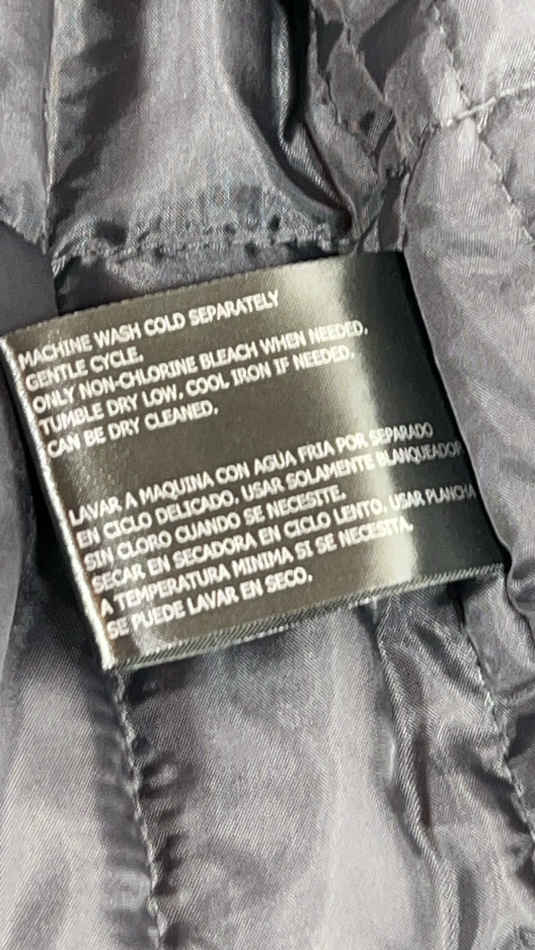 MACHINE WASH COLD SEPARATELY
GENTLE CYCLE.
ONLY NON-CHLORINE BLEACH WHEN NEEDED.
TUMBLE DRY LOW. COOL IRON IF NEEDED.
CAN BE DRY CLEANED.
LAVAR A MAQUINA CON AGUA FRIA POR SEPARADO
EN CICLO DELICADO. USAR SOLAMENTE BLANQUEADOR
SIN CLORO CUANDO SE NECESITE.
SECAR EN SECADORA EN CICLO LENTO. USAR PLANCHA
A TEMPERATURA MINIMA SI SE NECESITA.
SE PUEDE LAVAR EN SECO.